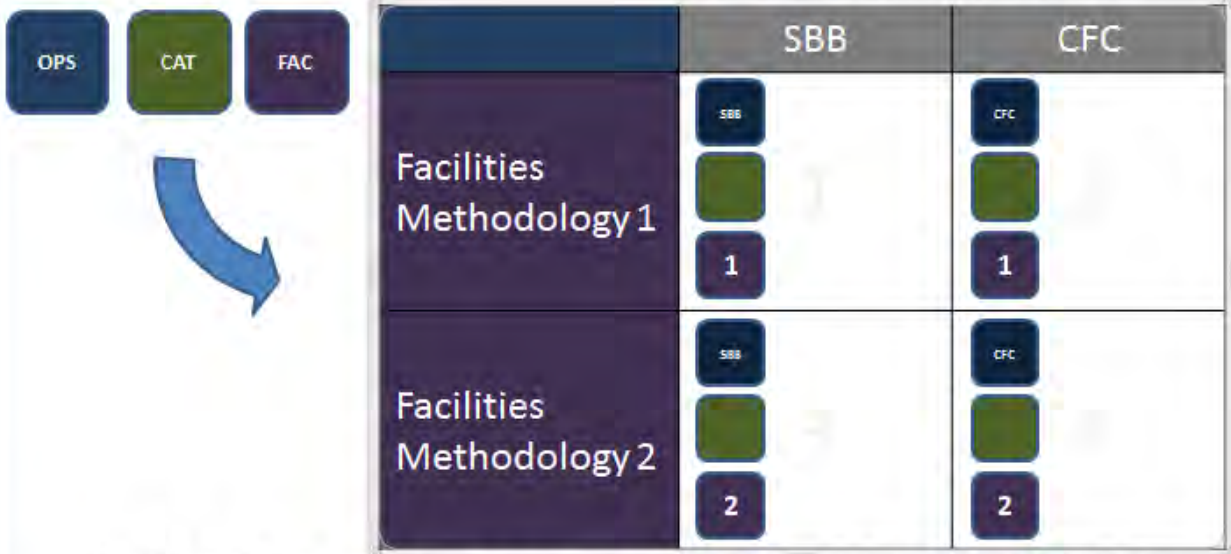 OPS CAT FAC
SBB CFC
Facilities
Methodology 1
SBB CFC
1 1
Facilities
Methodology 2
SBB CFC
2 2